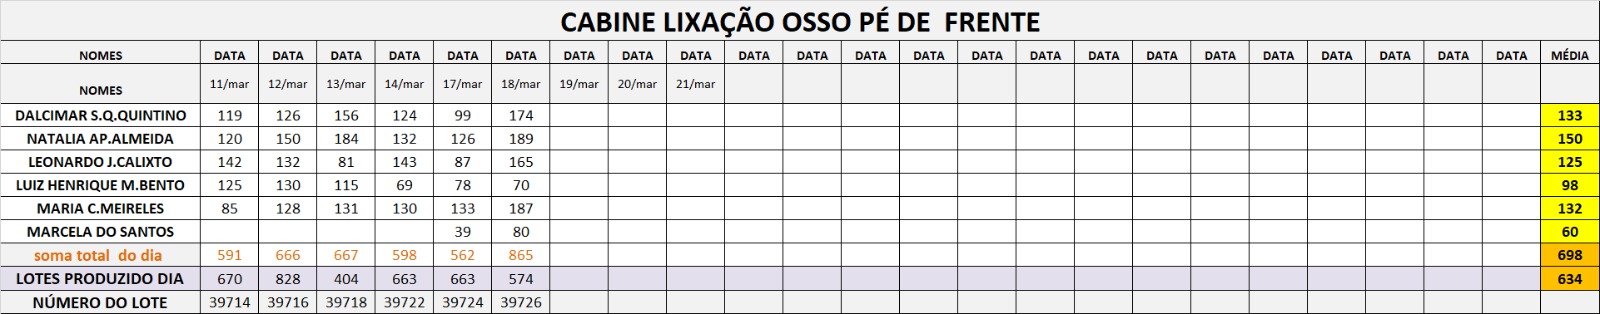 CABINE LIXAÇÃO OSSO PÉ DE  FRENTE
NOMES DATA DATA DATA DATA DATA DATA DATA DATA DATA DATA DATA DATA DATA DATA DATA DATA DATA DATA DATA DATA DATA DATA DATA MÉDIA
NOMES 11/mar 12/mar 13/mar 14/mar 17/mar 18/mar 19/mar 20/mar 21/mar
DALCIMAR S.Q.QUINTINO 119 126 156 124 99 174 133
NATALIA AP.ALMEIDA 120 150 184 132 126 189 150
LEONARDO J.CALIXTO 142 132 81 143 87 165 125
LUIZ HENRIQUE M.BENTO 125 130 115 69 78 70 98
MARIA C.MEIRELES 85 128 131 130 133 187 132
MARCELA DO SANTOS 39 80 60
soma total  do dia 591 666 667 598 562 865 698
LOTES PRODUZIDO DIA 670 828 404 663 663 574 634
NÚMERO DO LOTE 39714 39716 39718 39722 39724 39726